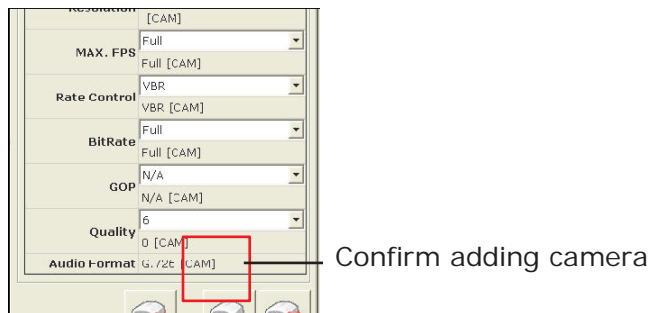 [CAM]
MAX. FPS
Full
Full [CAM]
Rate Control
VBR
VBR [CAM]
BitRate
Full
Full [CAM]
GOP
N/A
N/A [CAM]
Quality
6
0 [CAM]
Audio Format G.726 [CAM]
Confirm adding camera